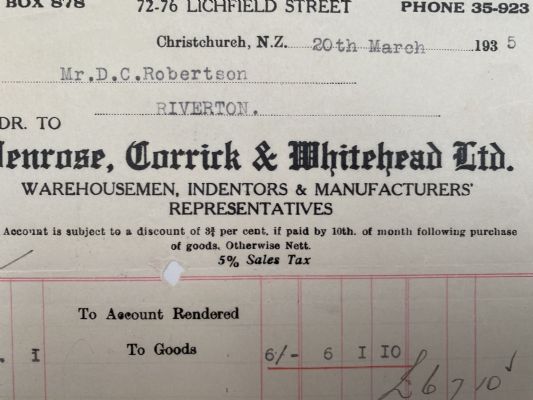 BOX 878 72-76 LICHFIELD STREET PHONE 35-923
Christchurch, N.Z. 20th March 1935
Mr.D.C.Robertson
RIVERTON.
DR. TO
lenrose, Corrick & Whitehead Ltd.
WAREHOUSEMEN, INDENTORS & MANUFACTURERS'
REPRESENTATIVES
Account is subject to a discount of 3¾ per cent. if paid by 10th. of month following purchase
of goods. Otherwise Nett.
5% Sales Tax
To Account Rendered
. I To Goods 6/- 6 I IO
£6 7 10